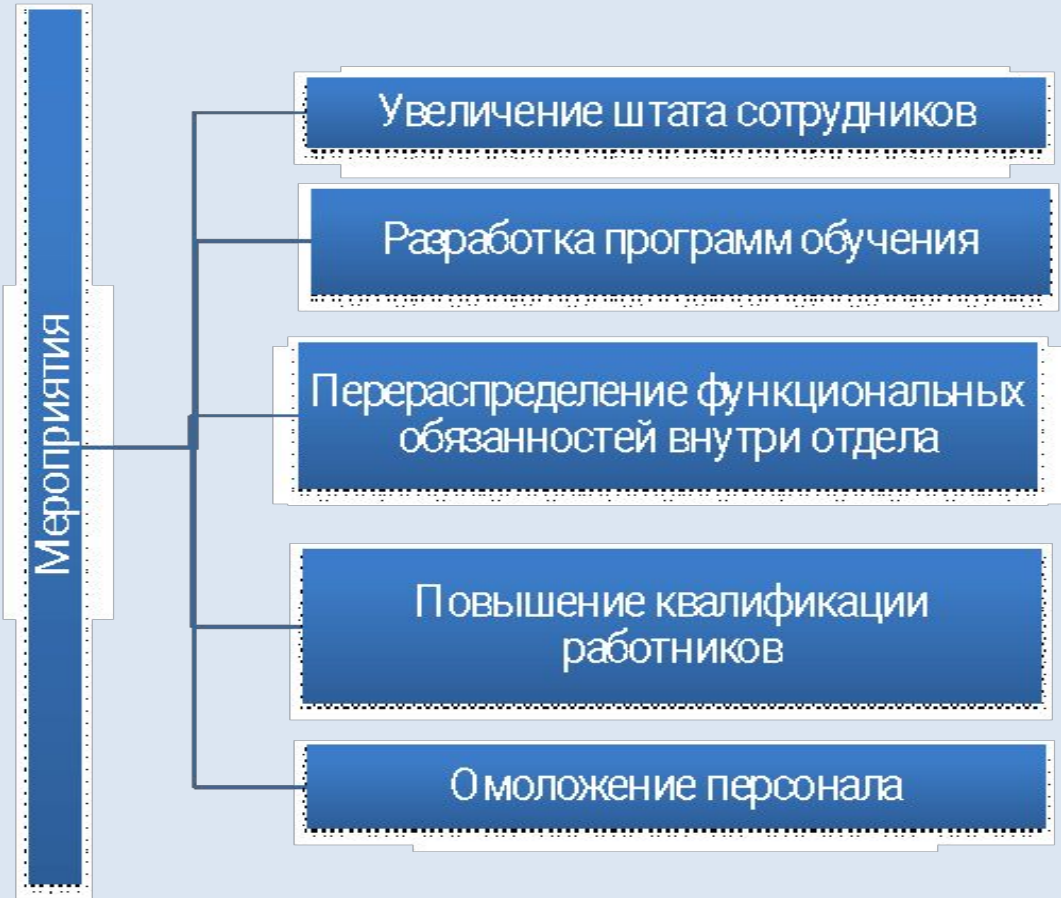 Мероприятия
Увеличение штата сотрудников
Разработка программ обучения
Перераспределение функциональных
обязанностей внутри отдела
Повышение квалификации
работников
Омоложение персонала